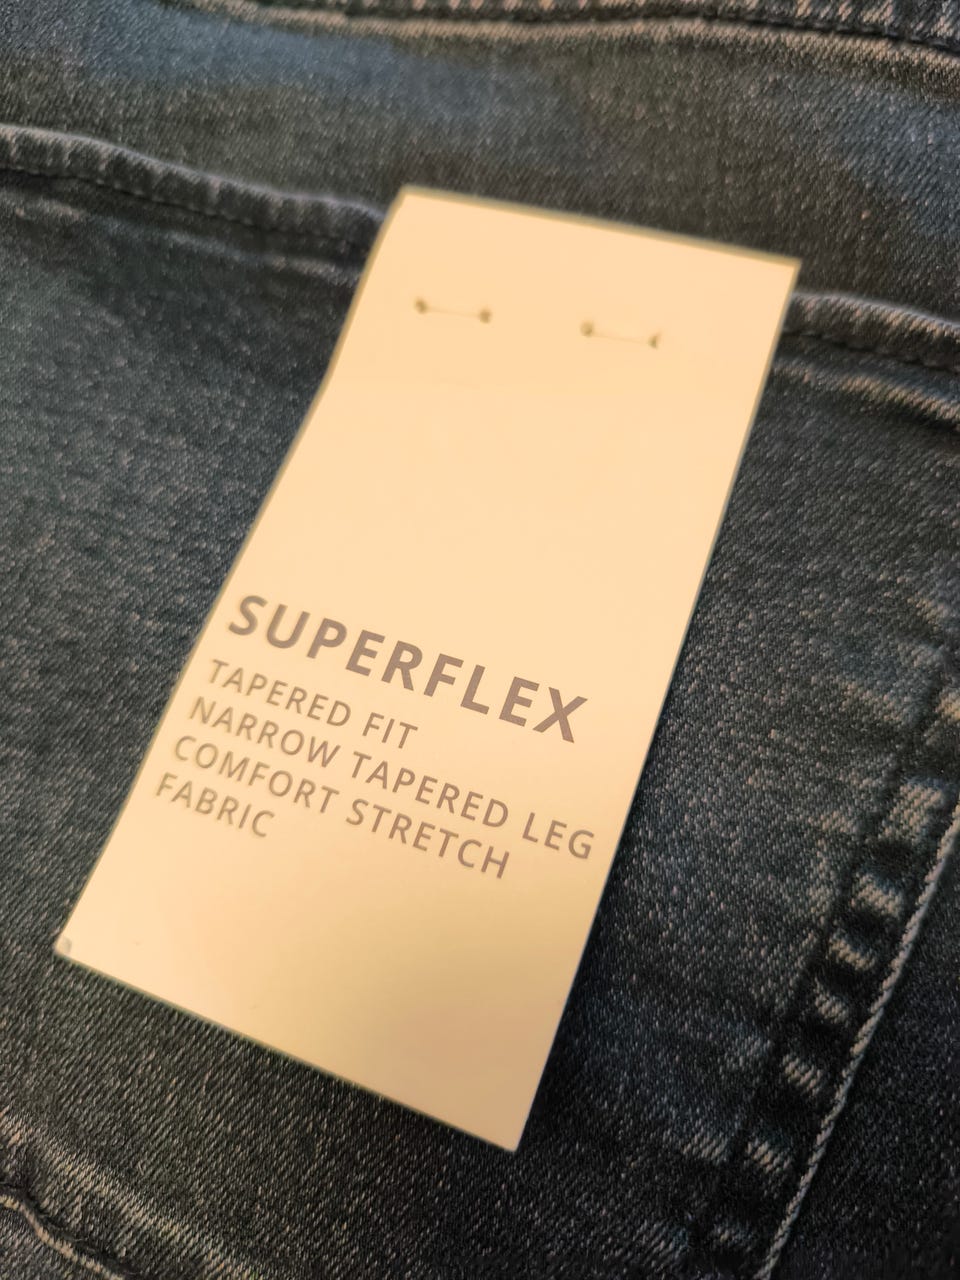 SUPERFLEX
TAPERED FIT
NARROW TAPERED LEG
COMFORT STRETCH
FABRIC